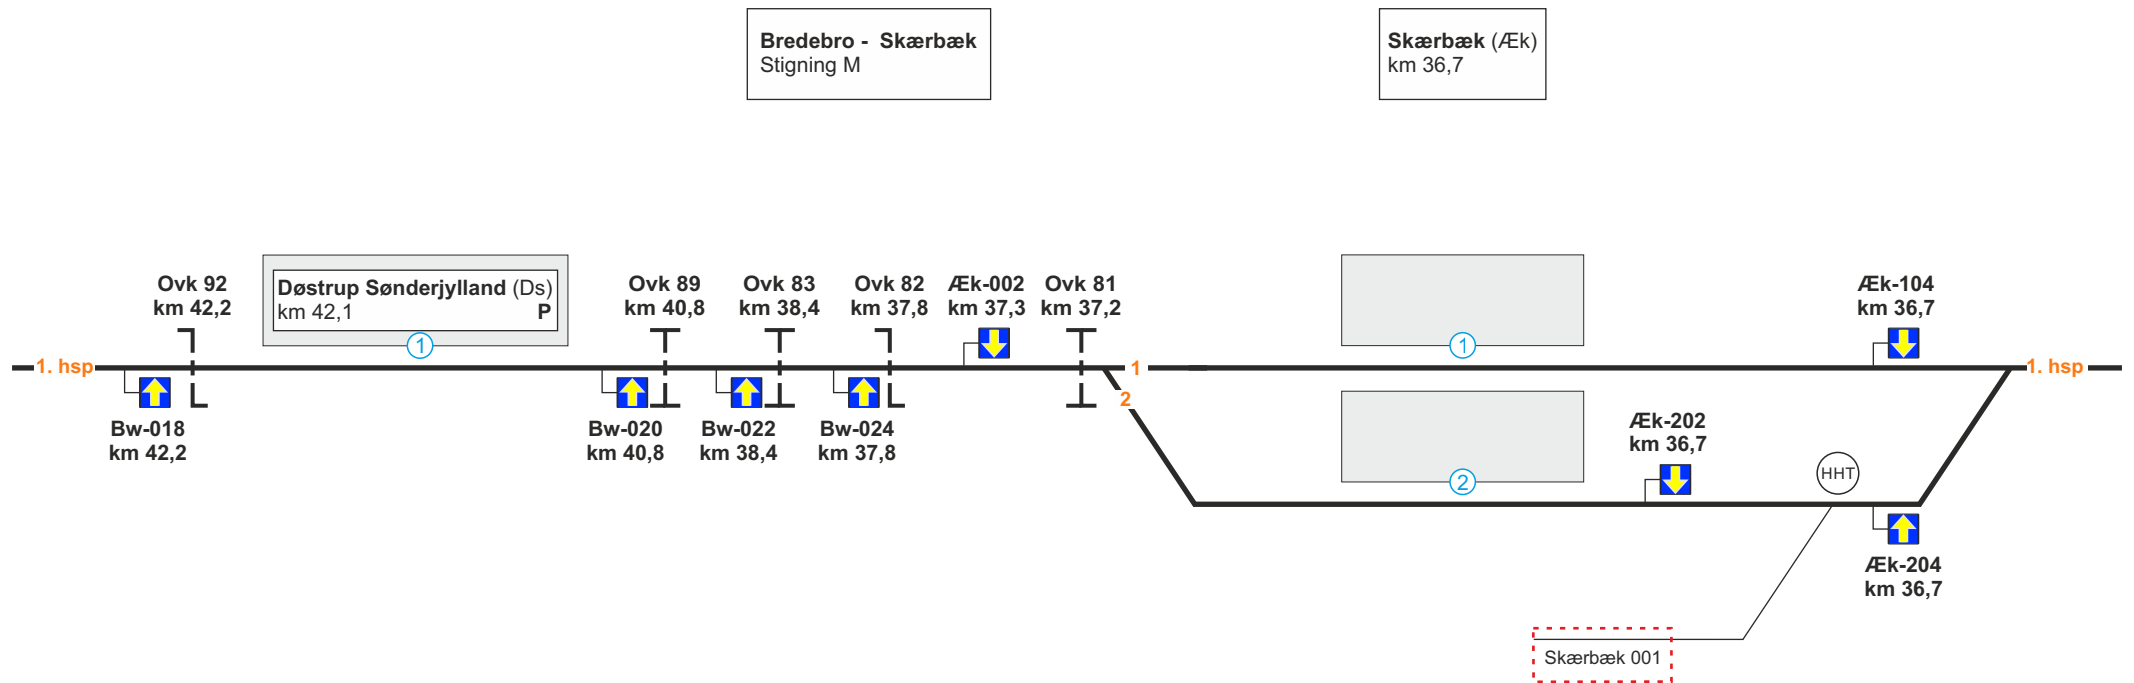 Bredebro - Skærbæk
Stigning M
Skærbæk (Æk)
km 36,7
Ovk 92
km 42,2
Døstrup Sønderjylland (Ds)
km 42,1 P
1
Ovk 89
km 40,8
Ovk 83
km 38,4
Ovk 82
km 37,8
Æk-002
km 37,3
Ovk 81
km 37,2
1
Æk-104
km 36,7
1. hsp
1
1. hsp
2
Bw-018
km 42,2
Bw-020
km 40,8
Bw-022
km 38,4
Bw-024
km 37,8
2
Æk-202
km 36,7
HHT
Æk-204
km 36,7
Skærbæk 001